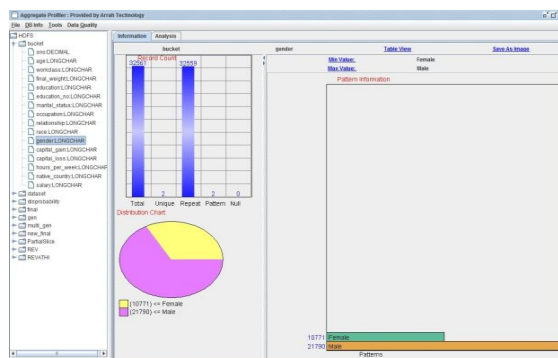 Aggregate Profiler : Provided by Arrah Technology
File DB Info Tools Data Quality
HDFS
bucket
sno:DECIMAL
age:LONGCHAR
workclass:LONGCHAR
final_weight:LONGCHAR
education:LONGCHAR
education_no:LONGCHAR
marital_status:LONGCHAR
occupation:LONGCHAR
relationship:LONGCHAR
race:LONGCHAR
gender:LONGCHAR
capital_gain:LONGCHAR
capital_loss:LONGCHAR
hours_per_week:LONGCHAR
native_country:LONGCHAR
salary:LONGCHAR
dataset
disprobability
final
gen
multi_gen
new_final
PartialSlice
REV
REVATHI
Information Analysis
bucket gender Table View Save As Image
Record Count
32561 2 32559 2 0
Total Unique Repeat Pattern Null
Distribution Chart
(10771) <= Female
(21790) <= Male
Min Value: Female
Max Value: Male
Pattern Information
10771 Female
21790 Male
Patterns